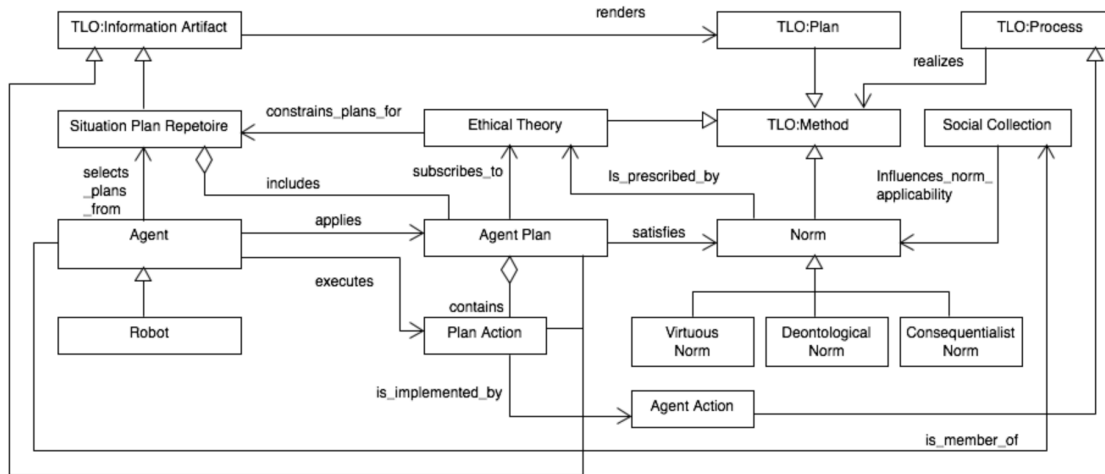 renders
TLO:Information Artifact
TLO:Plan
TLO:Process
realizes
constrains_plans_for
Situation Plan Repetoire
Ethical Theory
TLO:Method
Social Collection
selects
_plans
_from
includes
subscribes_to
Is_prescribed_by
Influences_norm_
applicability
Agent
applies
Agent Plan
satisfies
Norm
executes
contains
Robot
Plan Action
Virtuous
Norm
Deontological
Norm
Consequentialist
Norm
is_implemented_by
Agent Action
is_member_of